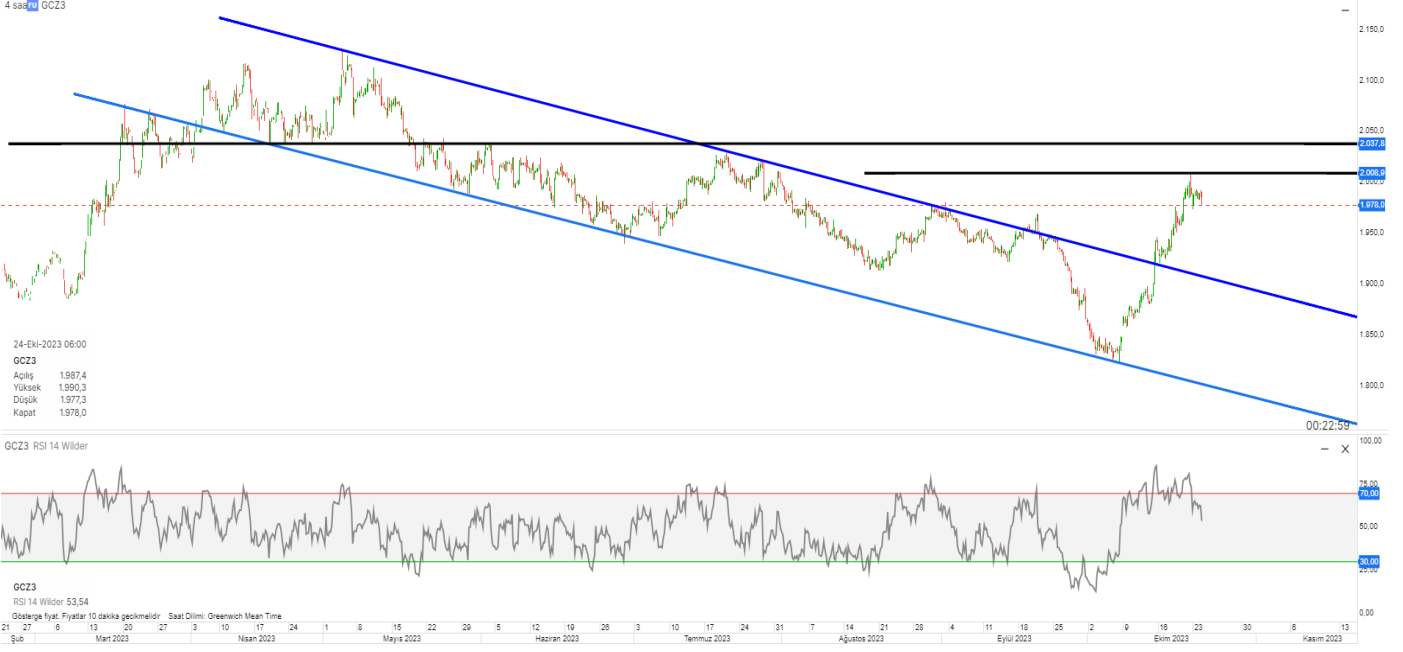 4 saa FU GCZ3
2.150,0
2.100,0
2.050,0
2.037,8
2.008,9
2.000,0
1.978,0
1.950,0
1.900,0
1.850,0
1.800,0
24-Eki-2023 06:00
GCZ3
Açılış 1.987,4
Yüksek 1.990,3
Düşük 1.977,3
Kapat 1.978,0
00:22:59
GCZ3 RSI 14 Wilder
100,00
75,00
70,00
50,00
30,00
25,00
0,00
GCZ3
RSI 14 Wilder 53,54
Gösterge fiyat. Fiyatlar 10 dakika gecikmelidir Saat Dilimi: Greenwich Mean Time
21 27 6 13 20 27 3 10 17 24 1 8 15 22 29 5 12 19 26 3 10 17 24 31 7 14 21 28 4 11 18 25 2 9 16 23 30 6 13
Şub Mart 2023 Nisan 2023 Mayıs 2023 Haziran 2023 Temmuz 2023 Ağustos 2023 Eylül 2023 Ekim 2023 Kasım 2023